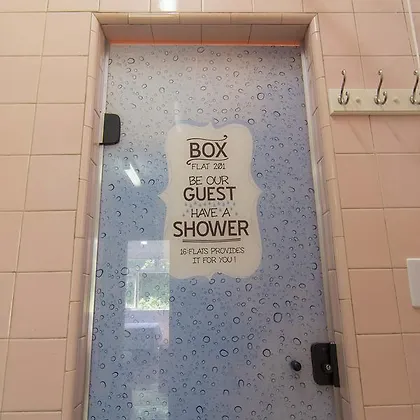 BOX
FLAT 201
BE OUR
GUEST
HAVE A
SHOWER
16 FLATS PROVIDES
IT FOR YOU!